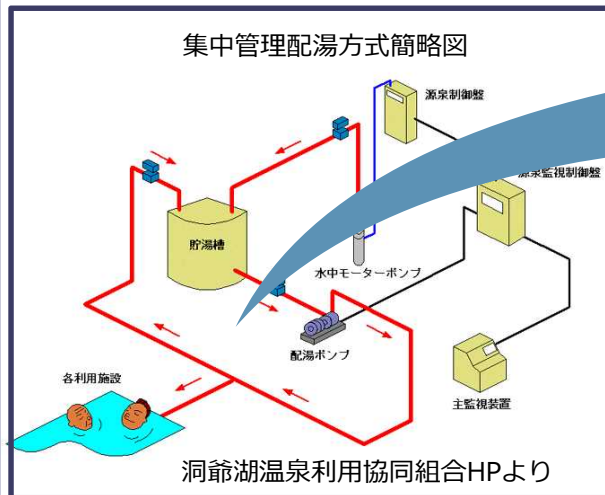 集中管理配湯方式簡略図
源泉制御盤
源泉監視制御盤
貯湯槽
水中モーターポンプ
配湯ポンプ
各利用施設
主監視装置
洞爺湖温泉利用協同組合HPより